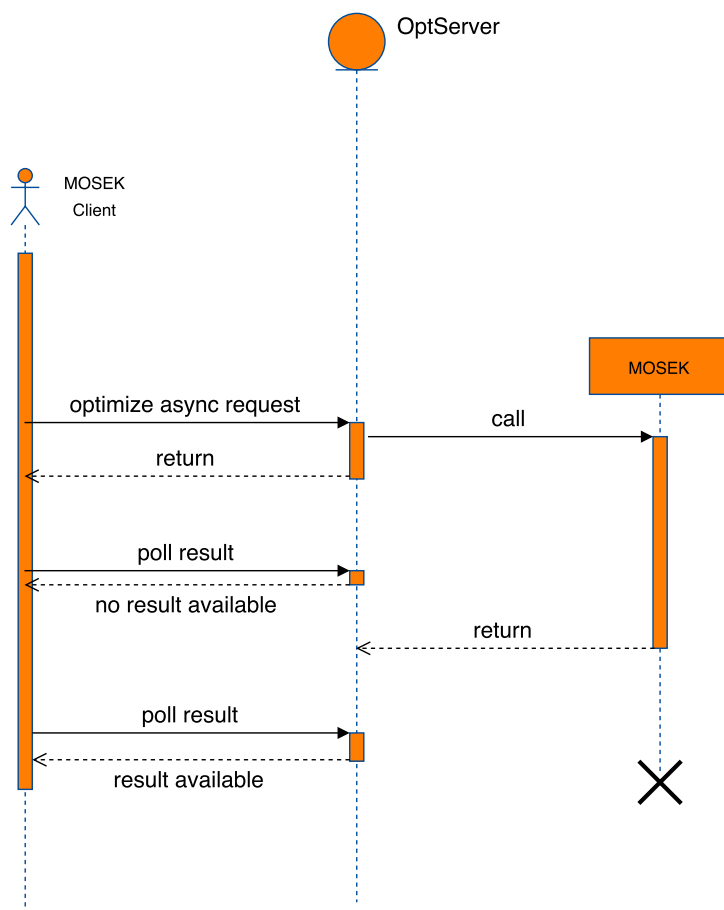 OptServer
MOSEK
Client
MOSEK
optimize async request
call
return
poll result
no result available
return
poll result
result available